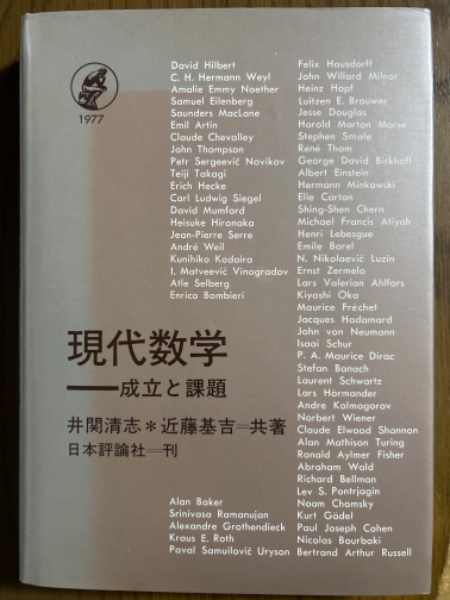 1977
David Hilbert
C. H. Hermann Weyl
Amalie Emmy Noether
Samuel Eilenberg
Saunders MacLane
Emil Artin
Claude Chevalley
John Thompson
Petr Sergeevič Novikov
Teiji Takagi
Erich Hecke
Carl Ludwig Siegel
David Mumford
Heisuke Hironaka
Jean-Pierre Serre
André Weil
Kunihiko Kodaira
I. Matveevič Vinogradov
Atle Selberg
Enrico Bombieri
Felix Hausdorff
John Willard Milnor
Heinz Hopf
Luitzen E. Brouwer
Jesse Douglas
Harold Marston Morse
Stephen Smale
René Thom
George David Birkhoff
Albert Einstein
Hermann Minkowski
Elie Cartan
Shing-Shen Chern
Michael Francis Atiyah
Henri Lebesgue
Emile Borel
N. Nikolaevič Luzin
Ernst Zermelo
Lars Valerian Ahlfors
Kiyoshi Oka
Maurice Fréchet
Jacques Hadamard
John von Neumann
Isaai Schur
P. A. Maurice Dirac
Stefan Banach
Laurent Schwartz
Lars Hörmander
Andre Kolmogorov
Norbert Wiener
Claude Elwood Shannon
Alan Mathison Turing
Ronald Aylmer Fisher
Abraham Wald
Richard Bellman
Lev S. Pontrjagin
Noam Chomsky
Kurt Gödel
Paul Joseph Cohen
Nicolas Bourbaki
Bertrand Arthur Russell
現代数学
——成立と課題
井関清志＊近藤基吉＝共著
日本評論社＝刊
Alan Baker
Srinivasa Ramanujan
Alexandre Grothendieck
Kraus E. Roth
Paval Samuilovič Uryson